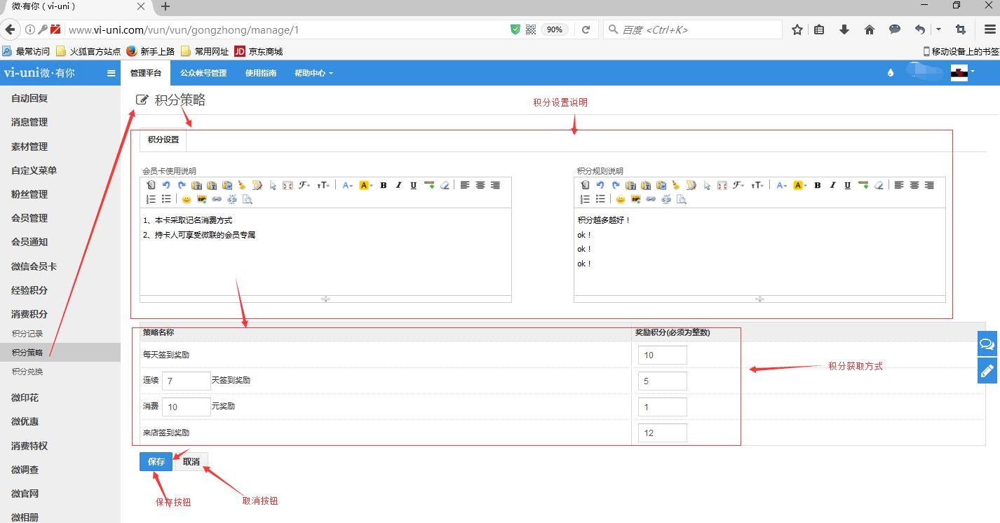 微·有你（vi-uni）
www.vi-uni.com/vun/vun/gongzhong/manage/1
90%
百度 <Ctrl+K>
最常访问
火狐官方站点
新手上路
常用网址
JD
京东商城
移动设备上的书签
vi-uni微·有你
管理平台
公众帐号管理
使用指南
帮助中心
自动回复
消息管理
素材管理
自定义菜单
粉丝管理
会员管理
会员通知
微信会员卡
经验积分
消费积分
积分记录
积分策略
积分兑换
微印花
微优惠
消费特权
微调查
微官网
微相册
积分策略
积分设置说明
积分设置
会员卡使用说明
1、本卡采取记名消费方式
2、持卡人可享受微联的会员专属
积分规则说明
积分越多越好！
ok！
ok！
ok！
策略名称
奖励积分(必须为整数)
每天签到奖励
10
连续 7 天签到奖励
5
消费 10 元奖励
1
来店签到奖励
12
积分获取方式
保存
取消
保存按钮
取消按钮